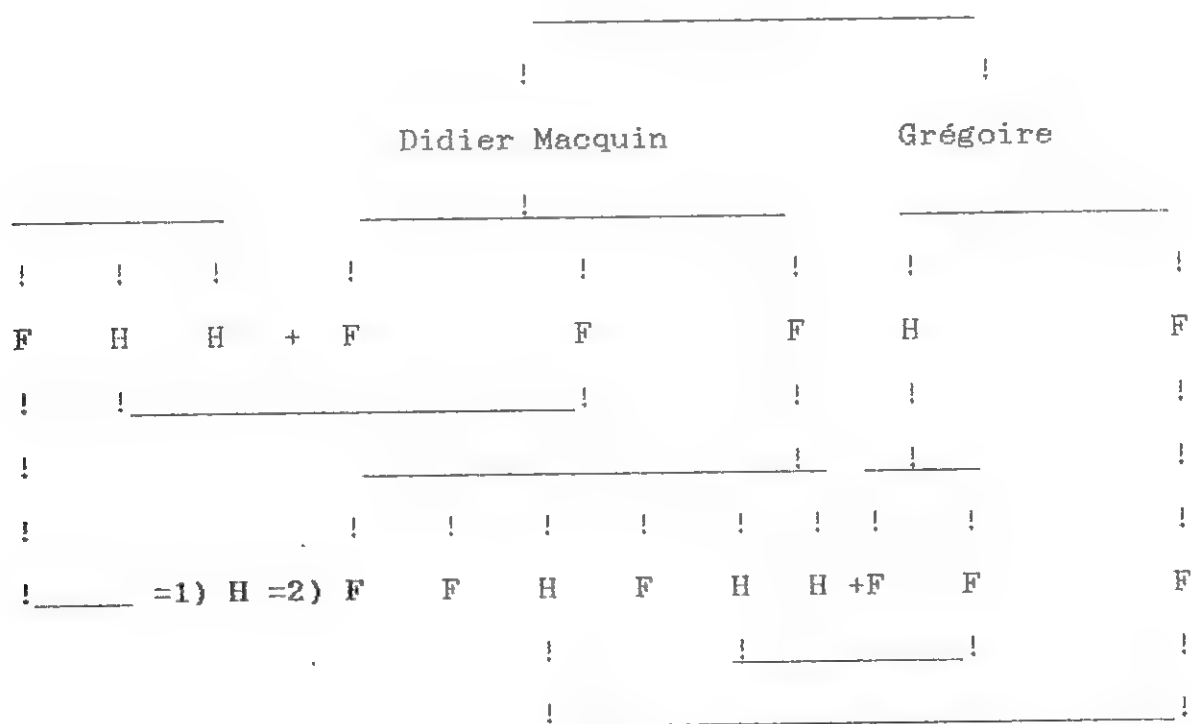 ! !
Didier Macquin Grégoire
!
! ! ! ! ! ! ! !
F H H + F F F H F
! ! ! ! ! !
! ! ! !
! ! ! ! ! ! ! ! ! !
! =1) H =2) F F H F H H +F F F
! ! ! !
! !